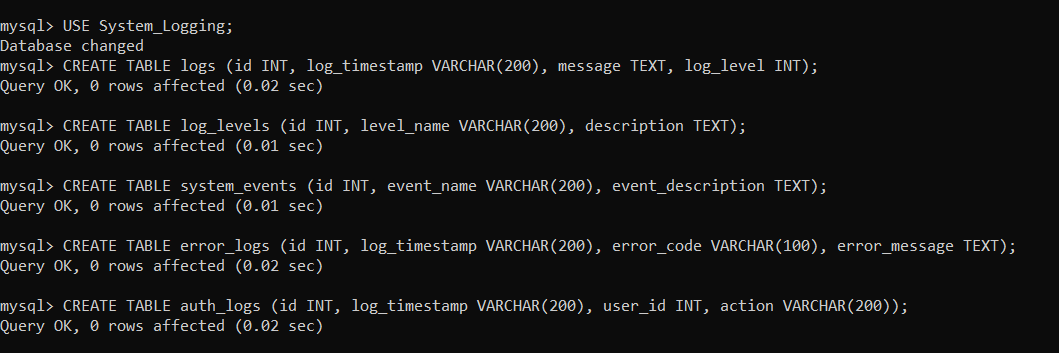 mysql> USE System_Logging;
Database changed
mysql> CREATE TABLE logs (id INT, log_timestamp VARCHAR(200), message TEXT, log_level INT);
Query OK, 0 rows affected (0.02 sec)
mysql> CREATE TABLE log_levels (id INT, level_name VARCHAR(200), description TEXT);
Query OK, 0 rows affected (0.01 sec)
mysql> CREATE TABLE system_events (id INT, event_name VARCHAR(200), event_description TEXT);
Query OK, 0 rows affected (0.01 sec)
mysql> CREATE TABLE error_logs (id INT, log_timestamp VARCHAR(200), error_code VARCHAR(100), error_message TEXT);
Query OK, 0 rows affected (0.02 sec)
mysql> CREATE TABLE auth_logs (id INT, log_timestamp VARCHAR(200), user_id INT, action VARCHAR(200));
Query OK, 0 rows affected (0.02 sec)